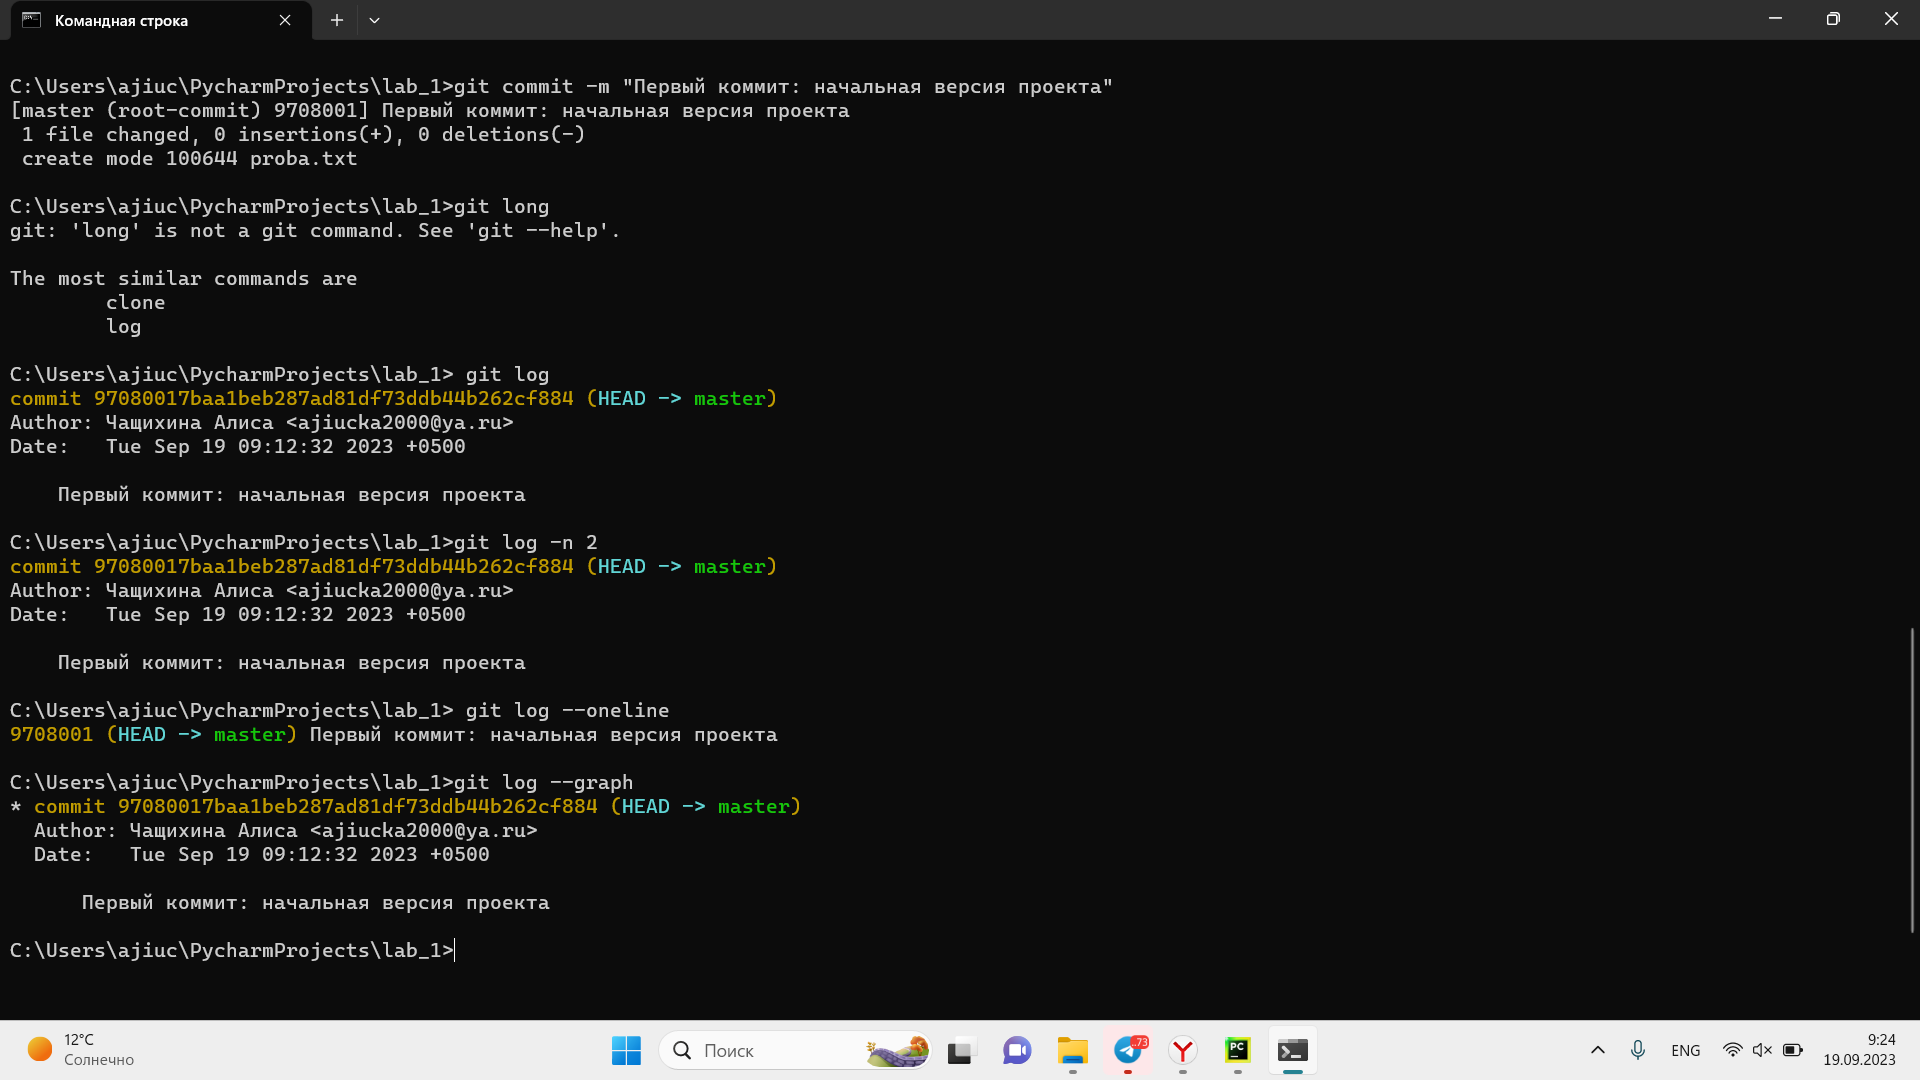 Командная строка
C:\Users\ajiuc\PycharmProjects\lab_1>git commit -m "Первый коммит: начальная версия проекта"
[master (root-commit) 9708001] Первый коммит: начальная версия проекта
 1 file changed, 0 insertions(+), 0 deletions(-)
 create mode 100644 proba.txt
C:\Users\ajiuc\PycharmProjects\lab_1>git long
git: 'long' is not a git command. See 'git --help'.
The most similar commands are
        clone
        log
C:\Users\ajiuc\PycharmProjects\lab_1> git log
commit 97080017baa1beb287ad81df73ddb44b262cf884 (HEAD -> master)
Author: Чащихина Алиса <ajiucka2000@ya.ru>
Date:   Tue Sep 19 09:12:32 2023 +0500
    Первый коммит: начальная версия проекта
C:\Users\ajiuc\PycharmProjects\lab_1>git log -n 2
commit 97080017baa1beb287ad81df73ddb44b262cf884 (HEAD -> master)
Author: Чащихина Алиса <ajiucka2000@ya.ru>
Date:   Tue Sep 19 09:12:32 2023 +0500
    Первый коммит: начальная версия проекта
C:\Users\ajiuc\PycharmProjects\lab_1> git log --oneline
9708001 (HEAD -> master) Первый коммит: начальная версия проекта
C:\Users\ajiuc\PycharmProjects\lab_1>git log --graph
* commit 97080017baa1beb287ad81df73ddb44b262cf884 (HEAD -> master)
  Author: Чащихина Алиса <ajiucka2000@ya.ru>
  Date:   Tue Sep 19 09:12:32 2023 +0500
      Первый коммит: начальная версия проекта
C:\Users\ajiuc\PycharmProjects\lab_1>
12°C
Солнечно
Поиск
73
PC
ENG
9:24
19.09.2023